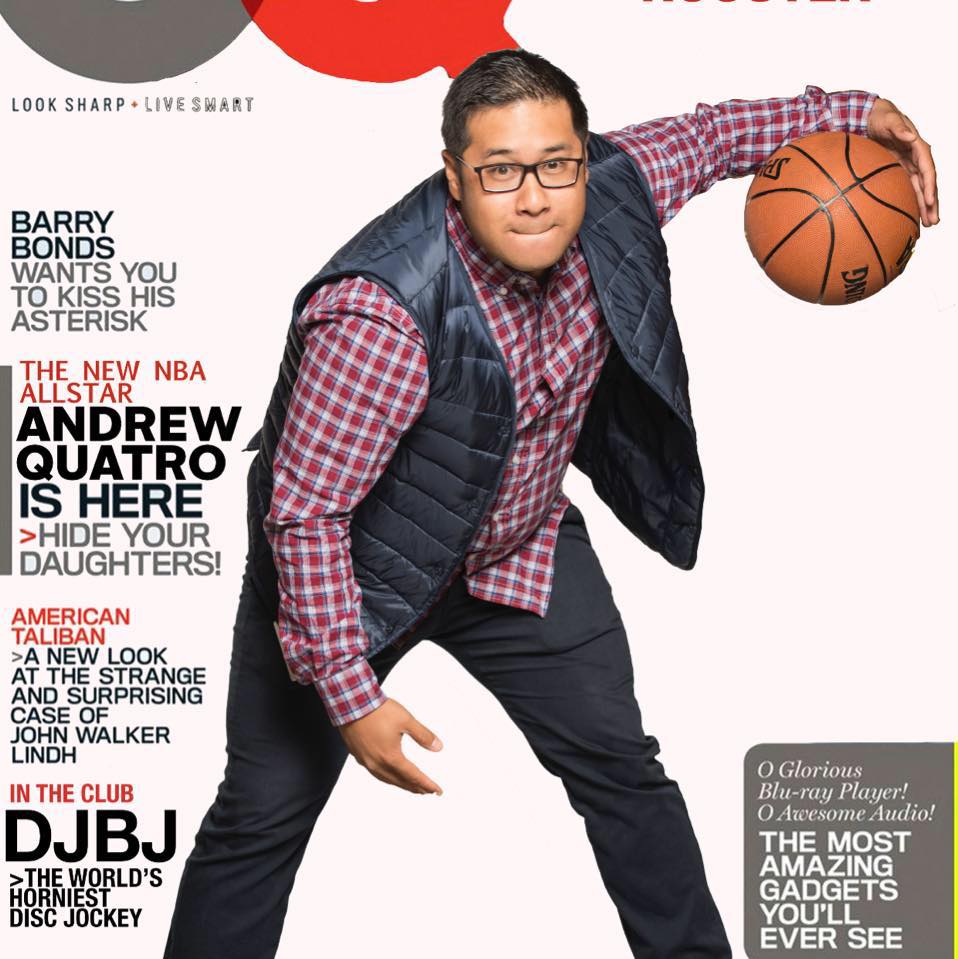 LOOK SHARP + LIVE SMART
BARRY
BONDS
WANTS YOU
TO KISS HIS
ASTERISK
THE NEW NBA
ALLSTAR
ANDREW
QUATRO
IS HERE
>HIDE YOUR
DAUGHTERS!
AMERICAN
TALIBAN
>A NEW LOOK
AT THE STRANGE
AND SURPRISING
CASE OF
JOHN WALKER
LINDH
IN THE CLUB
DJBJ
>THE WORLD'S
HORNIEST
DISC JOCKEY
O Glorious
Blu-ray Player!
O Awesome Audio!
THE MOST
AMAZING
GADGETS
YOU'LL
EVER SEE